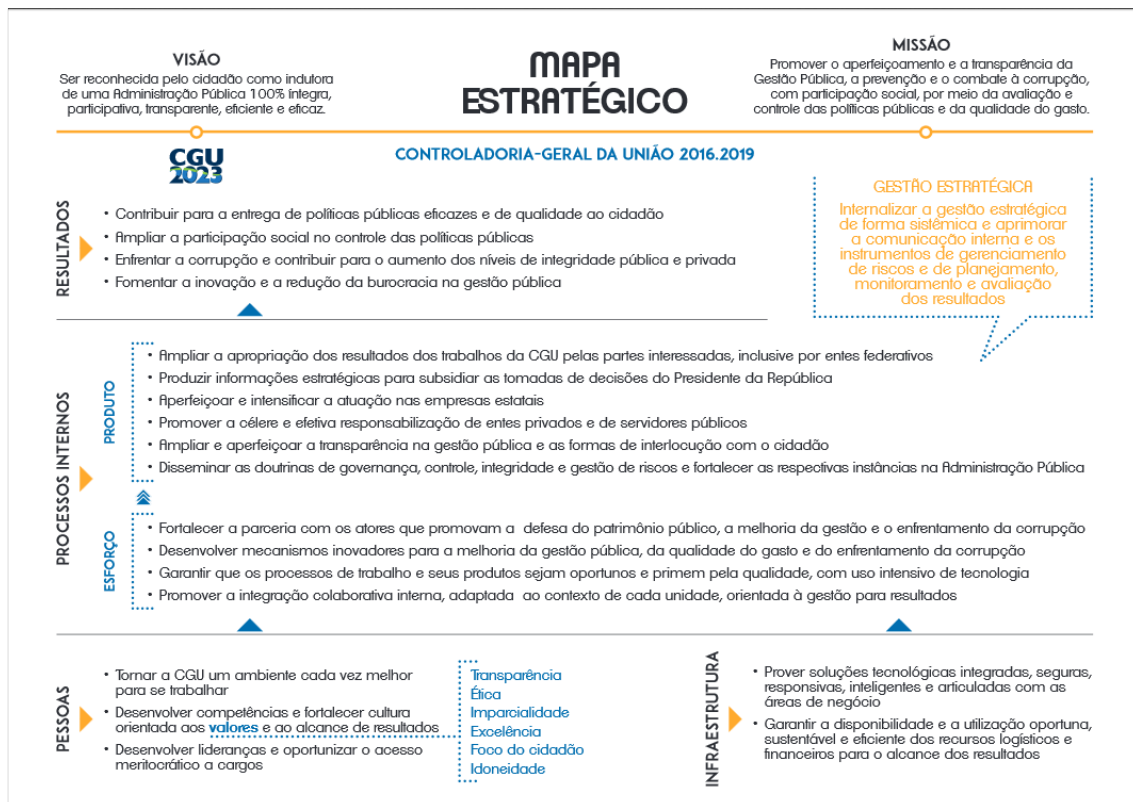 VISÃO
Ser reconhecida pelo cidadão como indutora
de uma Administração Pública 100% íntegra,
participativa, transparente, eficiente e eficaz.
MAPA
ESTRATÉGICO
MISSÃO
Promover o aperfeiçoamento e a transparência da
Gestão Pública, a prevenção e o combate à corrupção,
com participação social, por meio da avaliação e
controle das políticas públicas e da qualidade do gasto.
CGU
2023
CONTROLADORIA-GERAL DA UNIÃO 2016.2019
GESTÃO ESTRATÉGICA
Internalizar a gestão estratégica
de forma sistêmica e aprimorar
a comunicação interna e os
instrumentos de gerenciamento
de riscos e de planejamento,
monitoramento e avaliação
dos resultados
RESULTADOS
• Contribuir para a entrega de políticas públicas eficazes e de qualidade ao cidadão
• Ampliar a participação social no controle das políticas públicas
• Enfrentar a corrupção e contribuir para o aumento dos níveis de integridade pública e privada
• Fomentar a inovação e a redução da burocracia na gestão pública
PROCESSOS INTERNOS
PRODUTO
• Ampliar a apropriação dos resultados dos trabalhos da CGU pelas partes interessadas, inclusive por entes federativos
• Produzir informações estratégicas para subsidiar as tomadas de decisões do Presidente da República
• Aperfeiçoar e intensificar a atuação nas empresas estatais
• Promover a célere e efetiva responsabilização de entes privados e de servidores públicos
• Ampliar e aperfeiçoar a transparência na gestão pública e as formas de interlocução com o cidadão
• Disseminar as doutrinas de governança, controle, integridade e gestão de riscos e fortalecer as respectivas instâncias na Administração Pública
ESFORÇO
• Fortalecer a parceria com os atores que promovam a defesa do patrimônio público, a melhoria da gestão e o enfrentamento da corrupção
• Desenvolver mecanismos inovadores para a melhoria da gestão pública, da qualidade do gasto e do enfrentamento da corrupção
• Garantir que os processos de trabalho e seus produtos sejam oportunos e primem pela qualidade, com uso intensivo de tecnologia
• Promover a integração colaborativa interna, adaptada ao contexto de cada unidade, orientada à gestão para resultados
PESSOAS
• Tornar a CGU um ambiente cada vez melhor
para se trabalhar
• Desenvolver competências e fortalecer cultura
orientada aos valores e ao alcance de resultados
• Desenvolver lideranças e oportunizar o acesso
meritocrático a cargos
Transparência
Ética
Imparcialidade
Excelência
Foco do cidadão
Idoneidade
INFRAESTRUTURA
• Prover soluções tecnológicas integradas, seguras,
responsivas, inteligentes e articuladas com as
áreas de negócio
• Garantir a disponibilidade e a utilização oportuna,
sustentável e eficiente dos recursos logísticos e
financeiros para o alcance dos resultados